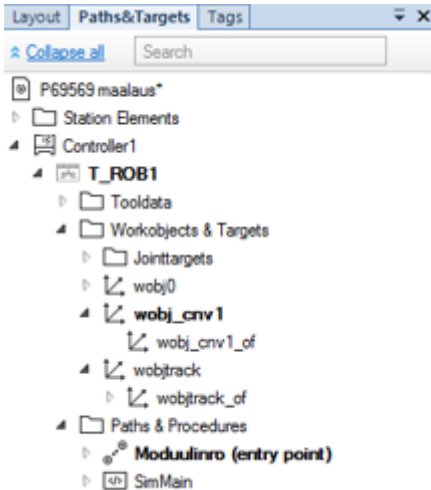 Layout Paths&Targets Tags
Collapse all Search
P69569 maalaus*
Station Elements
Controller1
T_ROB1
Tooldata
Workobjects & Targets
Jointtargets
wobj0
wobj_cnv1
wobj_cnv1_of
wobjtrack
wobjtrack_of
Paths & Procedures
Moduulinro (entry point)
SimMain